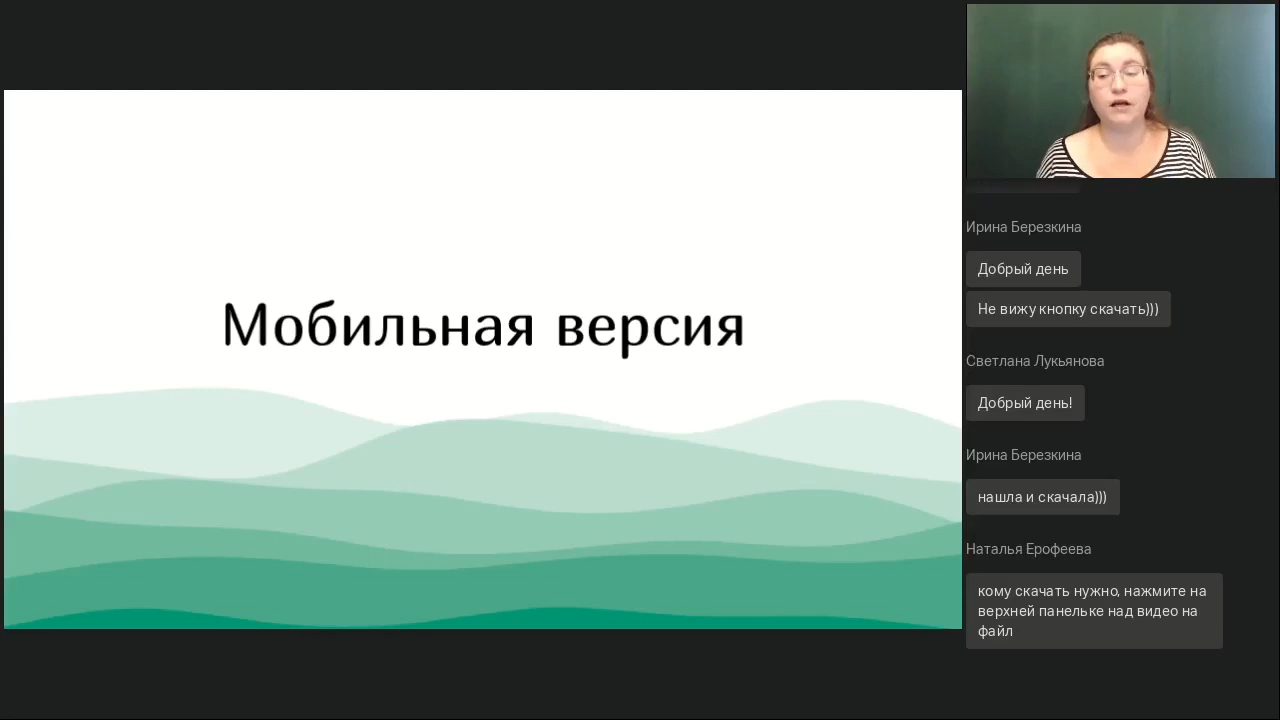 Мобильная версия
Ирина Березкина
Добрый день
Не вижу кнопку скачать)))
Светлана Лукьянова
Добрый день!
Ирина Березкина
нашла и скачала)))
Наталья Ерофеева
кому скачать нужно, нажмите на
верхней панельке над видео на
файл